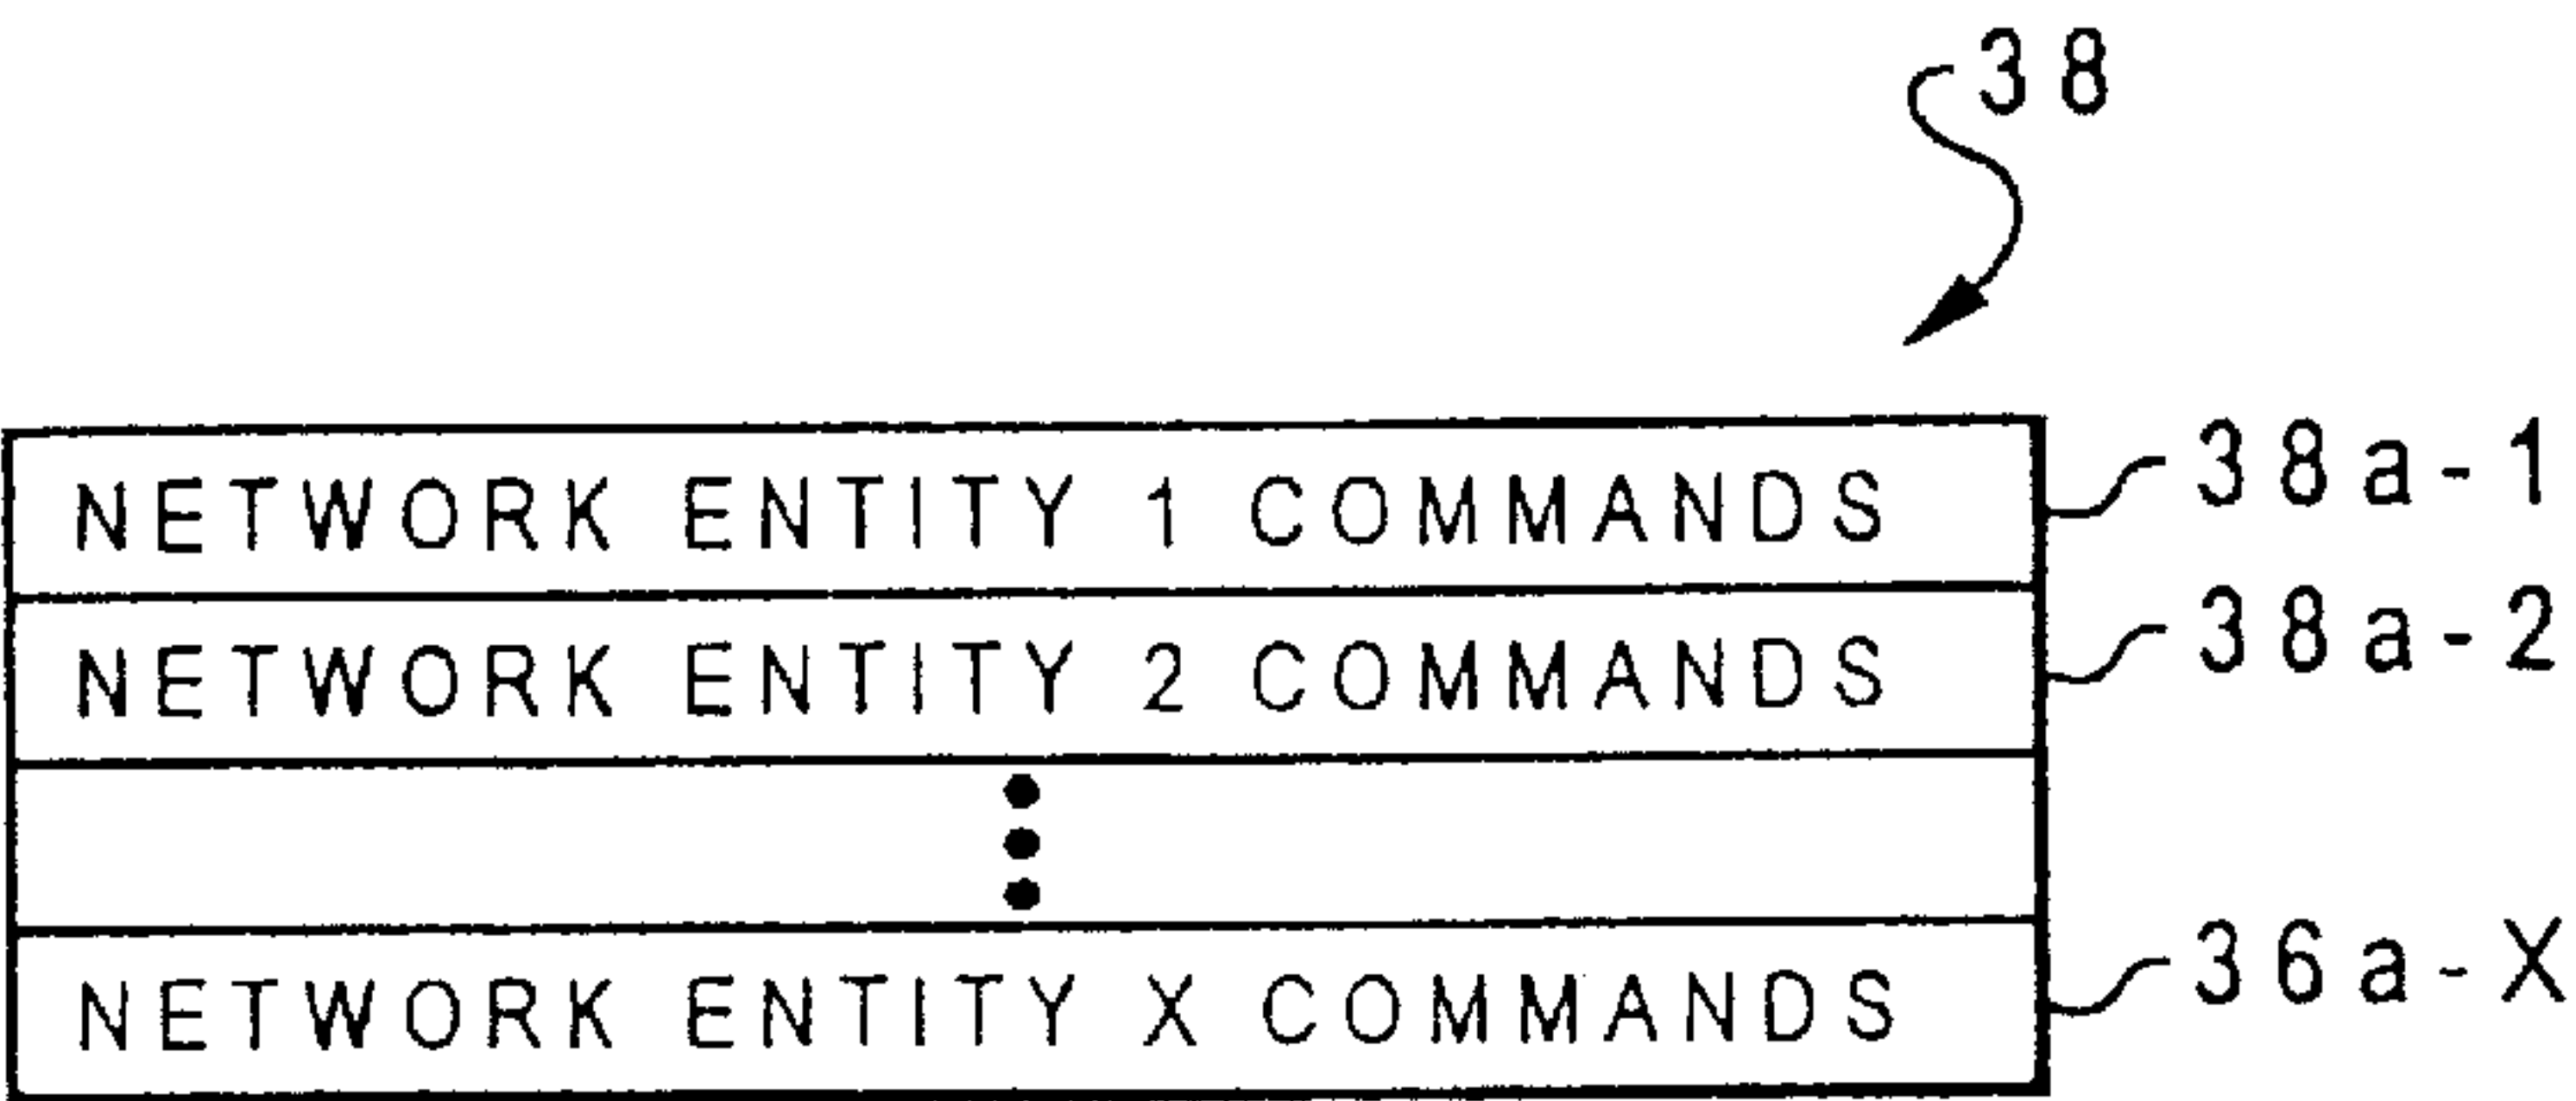 38
NETWORK ENTITY 1 COMMANDS 38a-1
NETWORK ENTITY 2 COMMANDS 38a-2
NETWORK ENTITY X COMMANDS 36a-X